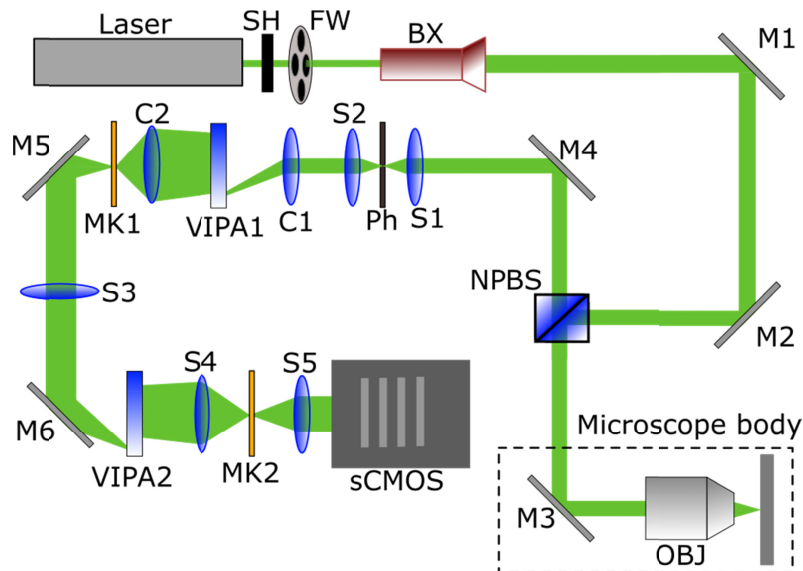 Laser
SH
FW
BX
M1
M5
C2
S2
M4
MK1
VIPA1
C1
Ph
S1
NPBS
S3
M2
S4
S5
M6
Microscope body
VIPA2
MK2
sCMOS
M3
OBJ